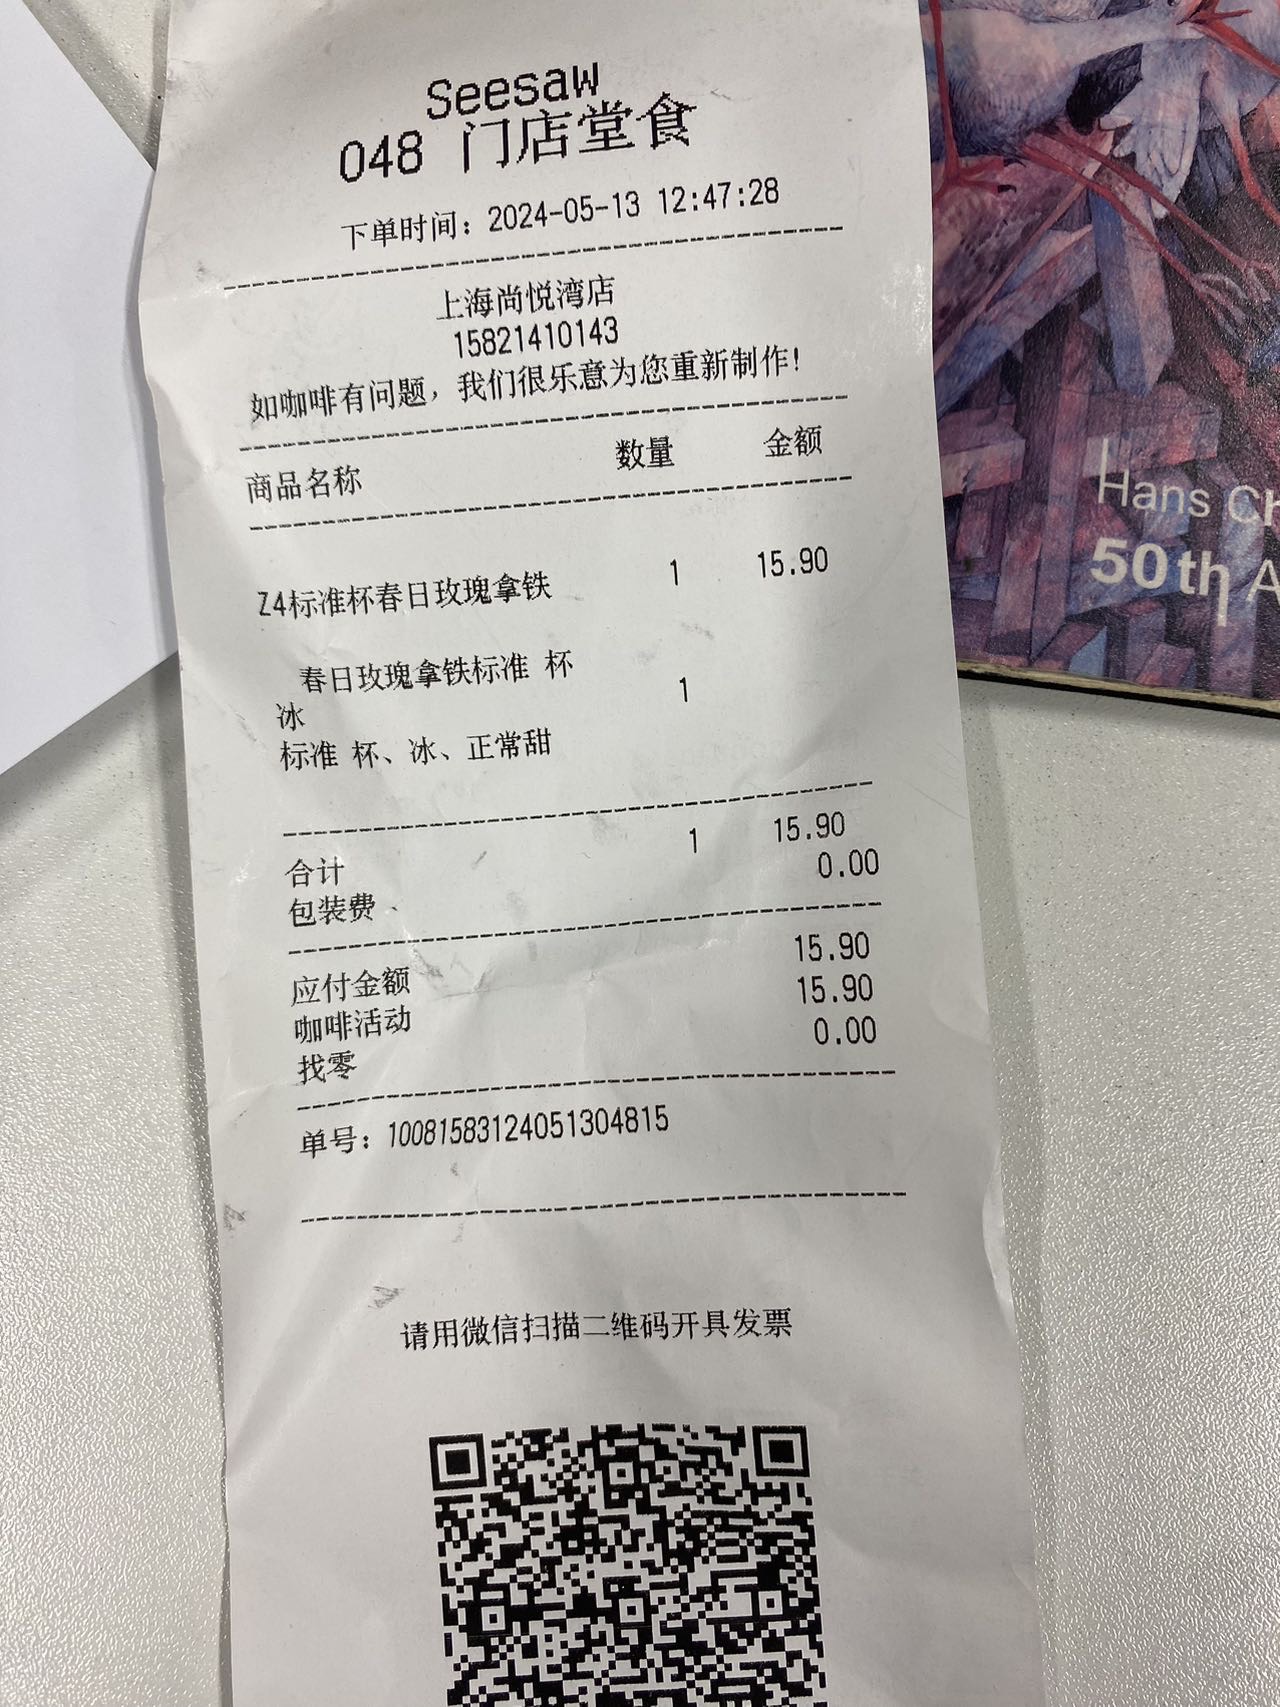 Seesaw
048 门店堂食
下单时间：2024-05-13 12:47:28
上海尚悦湾店
15821410143
如咖啡有问题，我们很乐意为您重新制作！
商品名称 数量 金额
Z4标准杯春日玫瑰拿铁 1 15.90
春日玫瑰拿铁标准 杯
冰 1
标准 杯、冰、正常甜
合计 1 15.90
包装费 0.00
应付金额 15.90
咖啡活动 15.90
找零 0.00
单号：10081583124051304815
请用微信扫描二维码开具发票
Hans
50th